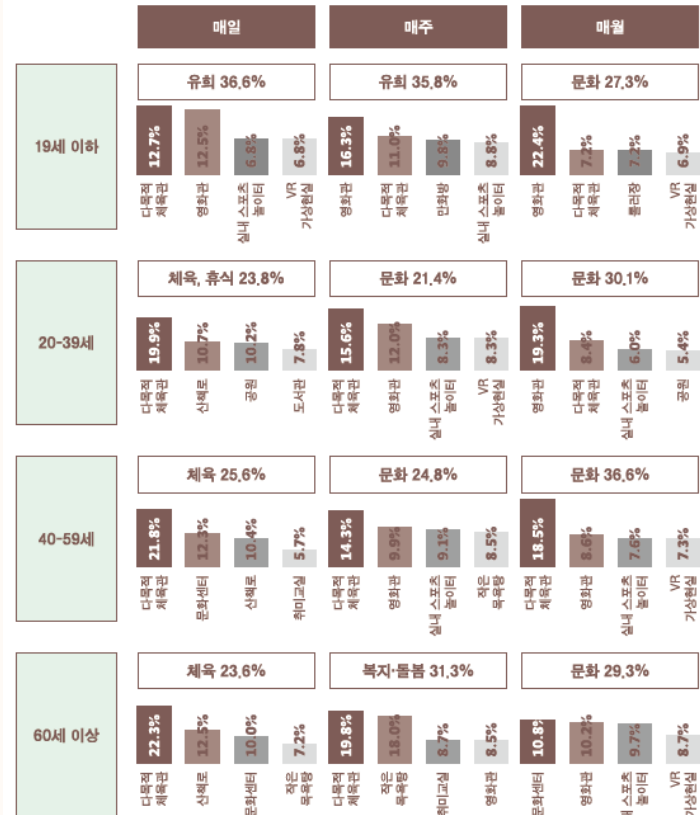 매일
매주
매월
19세 이하
유희 36.6%
유희 35.8%
문화 27.3%
12.7%
12.5%
6.8%
6.8%
16.3%
11.0%
9.8%
8.8%
22.4%
7.2%
7.2%
6.9%
다목적
체육관
영화관
실내 스포츠
놀이터
VR
가상현실
영화관
다목적
체육관
만화방
실내 스포츠
놀이터
영화관
다목적
체육관
롤러장
VR
가상현실
20-39세
체육, 휴식 23.8%
문화 21.4%
문화 30.1%
19.9%
10.7%
10.2%
7.8%
15.6%
12.0%
8.3%
8.3%
19.3%
8.4%
6.0%
5.4%
다목적
체육관
산책로
공원
도서관
다목적
체육관
영화관
실내 스포츠
놀이터
VR
가상현실
영화관
다목적
체육관
실내 스포츠
놀이터
공원
40-59세
체육 25.6%
문화 24.8%
문화 36.6%
21.8%
12.3%
10.4%
5.7%
14.3%
9.9%
9.1%
8.5%
18.5%
8.6%
7.6%
7.3%
다목적
체육관
문화센터
산책로
취미교실
다목적
체육관
영화관
실내 스포츠
놀이터
작은
목욕탕
다목적
체육관
영화관
실내 스포츠
놀이터
VR
가상현실
60세 이상
체육 23.6%
복지·돌봄 31.3%
문화 29.3%
22.3%
12.5%
10.0%
7.2%
19.8%
18.0%
8.7%
8.5%
10.8%
10.2%
9.7%
8.7%
다목적
체육관
산책로
문화센터
작은
목욕탕
다목적
체육관
작은
목욕탕
취미교실
영화관
문화센터
영화관
스포츠
놀이터
VR
가상현실